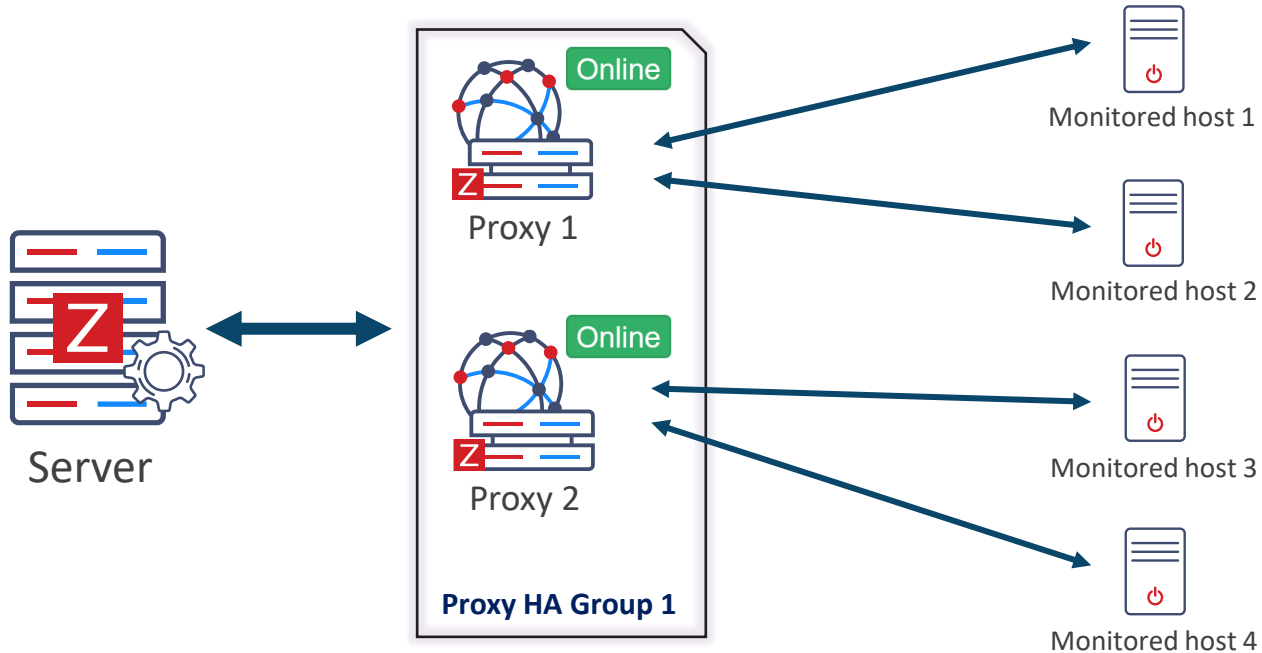 Online
Z
Proxy 1
Z
Server
Online
Z
Proxy 2
Proxy HA Group 1
Monitored host 1
Monitored host 2
Monitored host 3
Monitored host 4